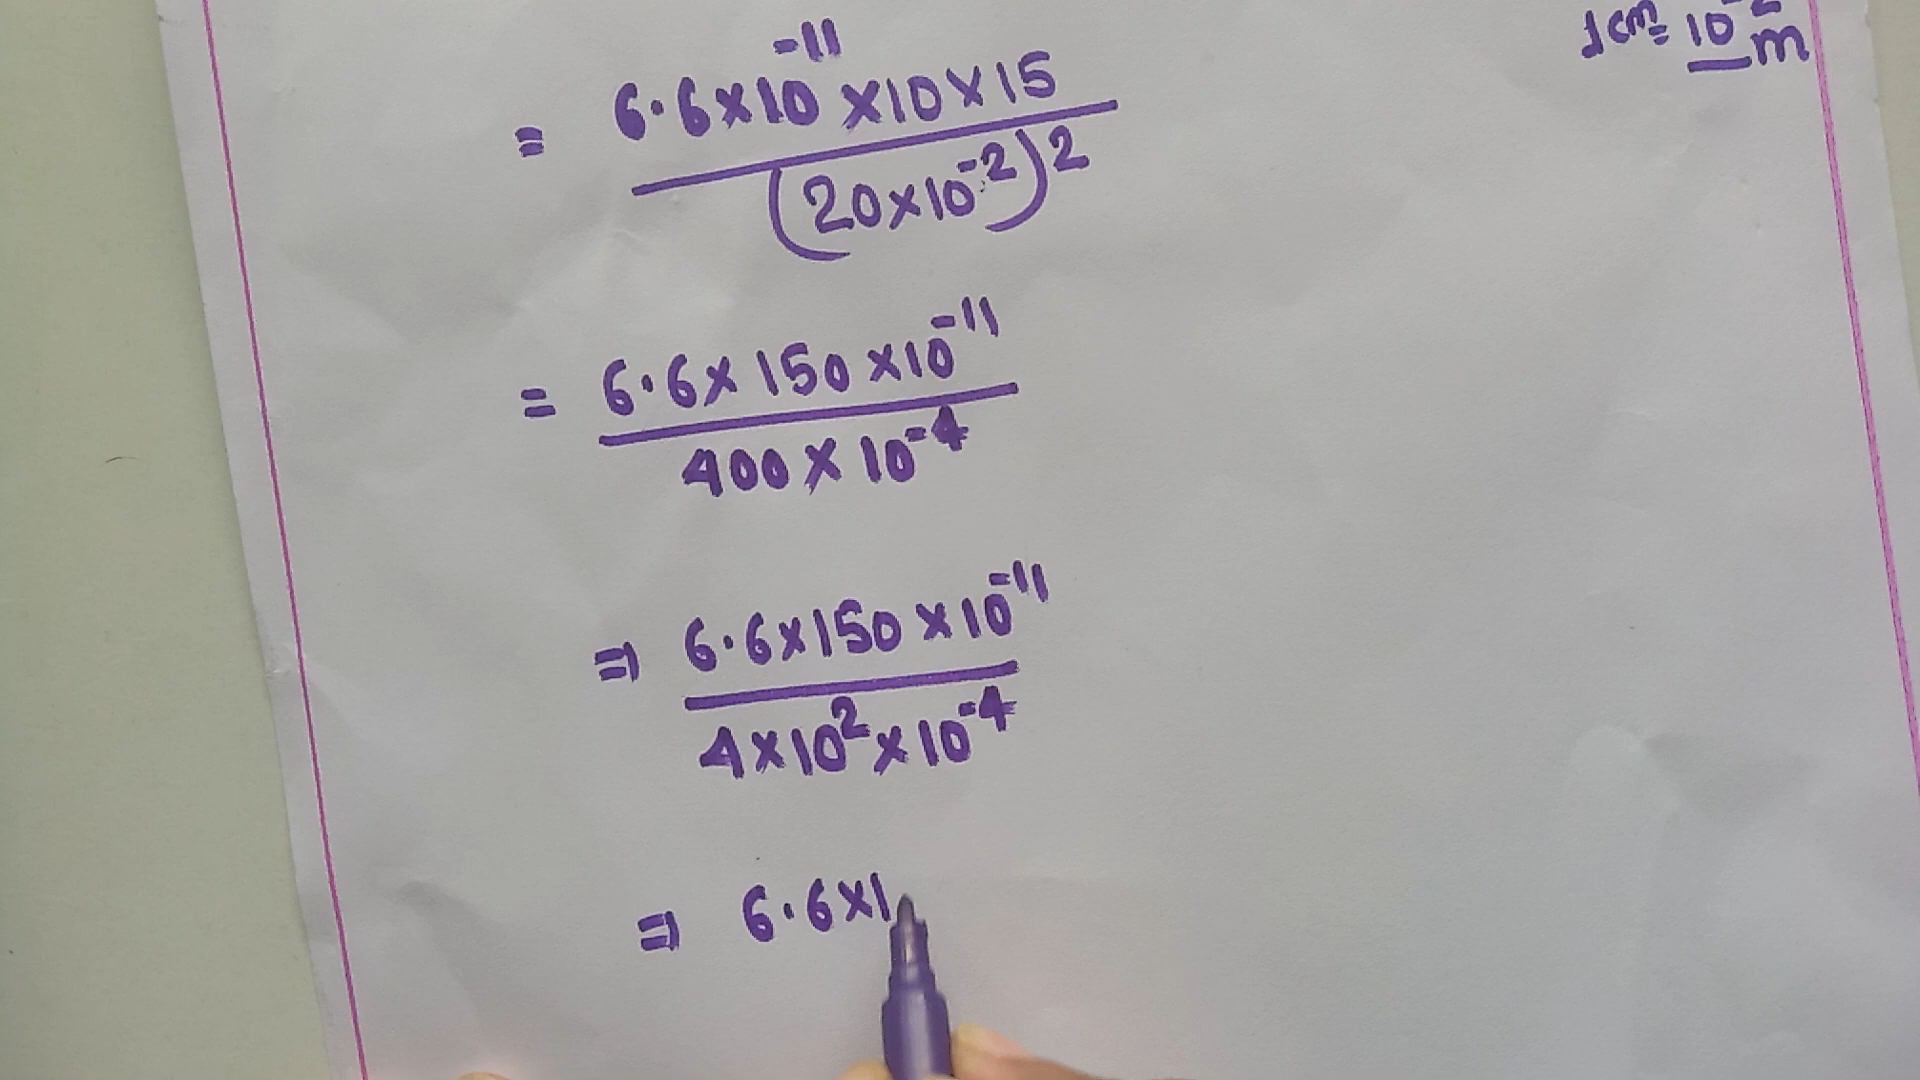 1cm = 10⁻² m
= 6.6×10⁻¹¹ ×10×15
(20×10⁻²)²
= 6.6× 150 ×10⁻¹¹
400 × 10⁻⁴
⇒ 6.6×150 ×10⁻¹¹
4×10²×10⁻⁴
⇒ 6.6×1